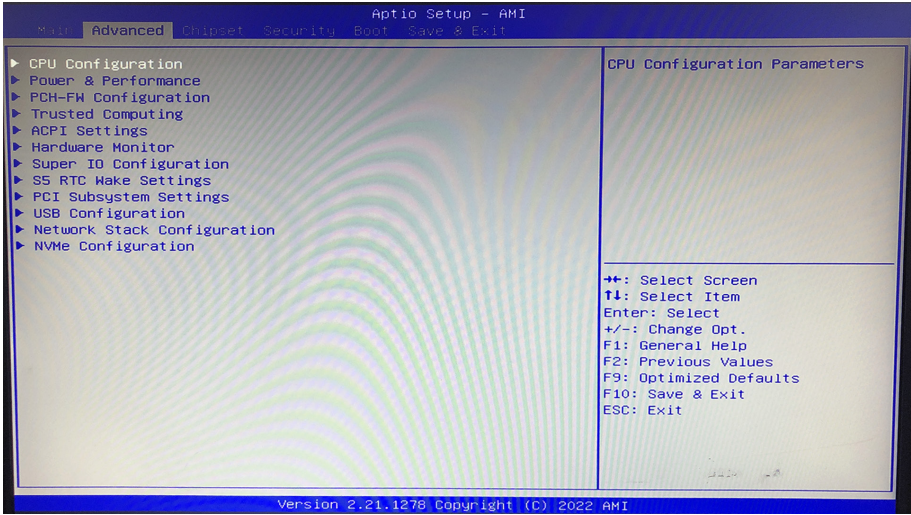 Aptio Setup - AMI
Main Advanced Chipset Security Boot Save & Exit
CPU Configuration
Power & Performance
PCH-FW Configuration
Trusted Computing
ACPI Settings
Hardware Monitor
Super IO Configuration
S5 RTC Wake Settings
PCI Subsystem Settings
USB Configuration
Network Stack Configuration
NVMe Configuration
CPU Configuration Parameters
→←: Select Screen
↑↓: Select Item
Enter: Select
+/-: Change Opt.
F1: General Help
F2: Previous Values
F9: Optimized Defaults
F10: Save & Exit
ESC: Exit
Version 2.21.1278 Copyright (C) 2022 AMI